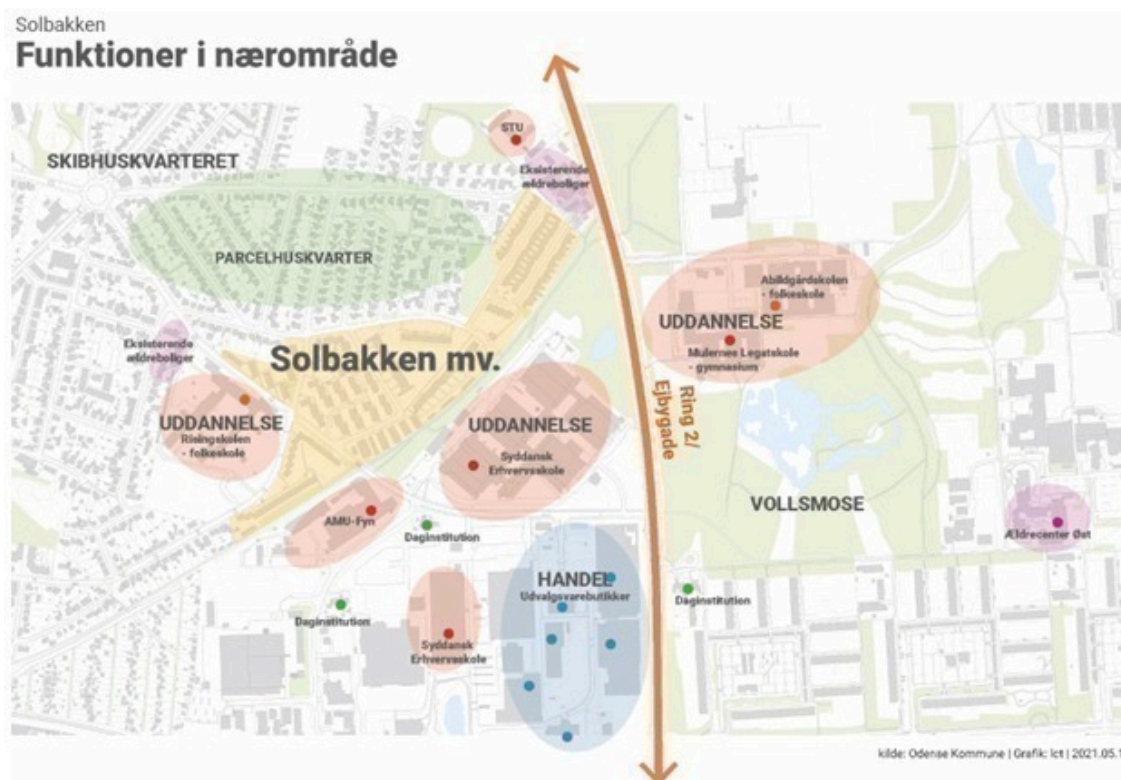 Solbakken
Funktioner i nærområde
STU
SKIBHUSKVARTERET
Eksisterende
ældreboliger
PARCELHUSKVARTER
Abildgårdskolen
- folkeskole
UDDANNELSE
Mulernes Legatskole
- gymnasium
Eksisterende
ældreboliger
Solbakken mv.
Ring 2/
Ejbygade
UDDANNELSE
Risingskolen
- folkeskole
UDDANNELSE
Syddansk
Erhvervsskole
VOLLSMOSE
AMU-Fyn
Daginstitution
Ældrecenter Øst
HANDEL
Udvalgsvarebutikker
Daginstitution
Daginstitution
Syddansk
Erhvervsskole
kilde: Odense Kommune | Grafik: lct | 2021.05.1